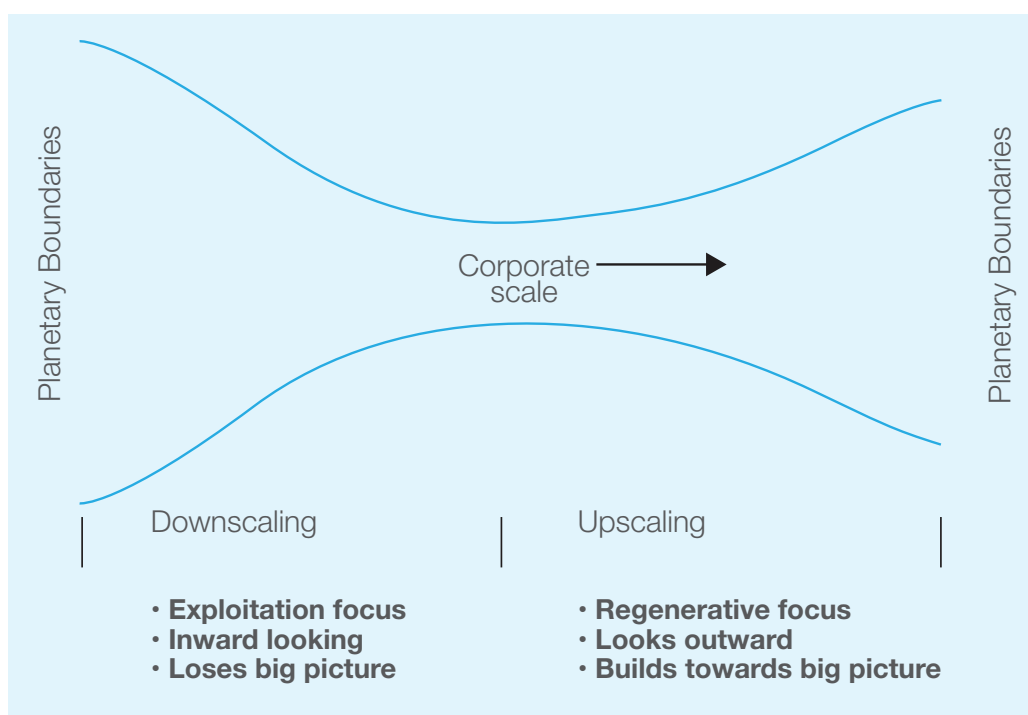 Planetary Boundaries
Corporate
scale
Planetary Boundaries
Downscaling
• Exploitation focus
• Inward looking
• Loses big picture
Upscaling
• Regenerative focus
• Looks outward
• Builds towards big picture